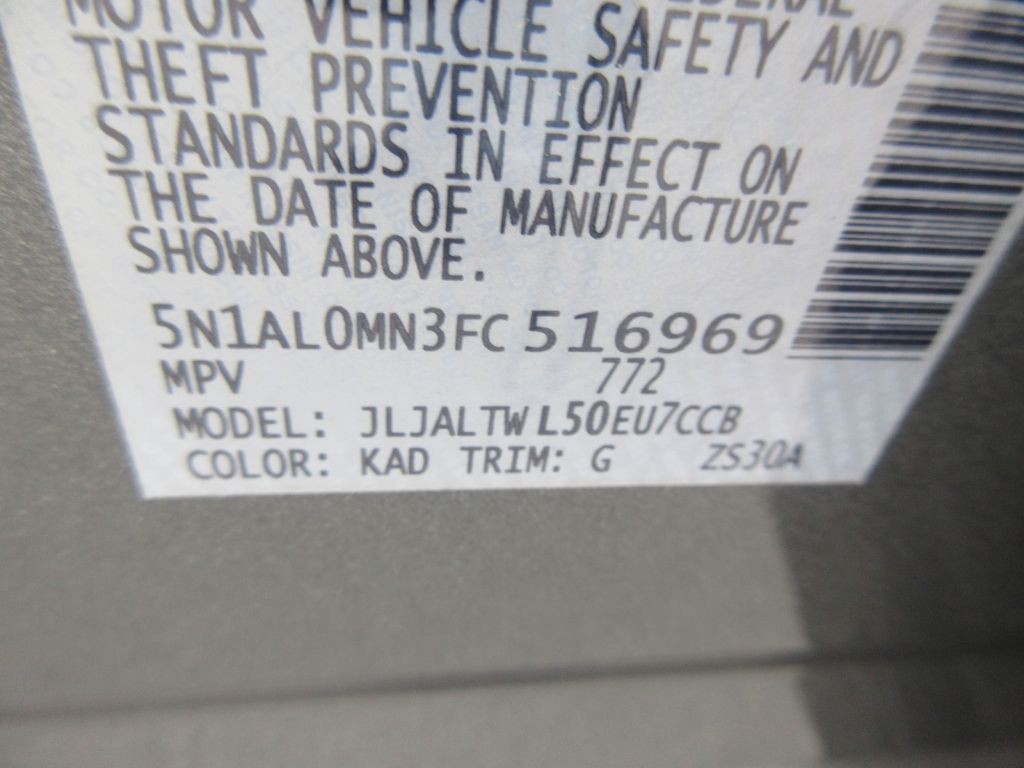 MOTOR VEHICLE SAFETY AND
THEFT PREVENTION
STANDARDS IN EFFECT ON
THE DATE OF MANUFACTURE
SHOWN ABOVE.
5N1AL0MN3FC516969
MPV 772
MODEL: JLJALTWL50EU7CCB
COLOR: KAD TRIM: G ZS30A